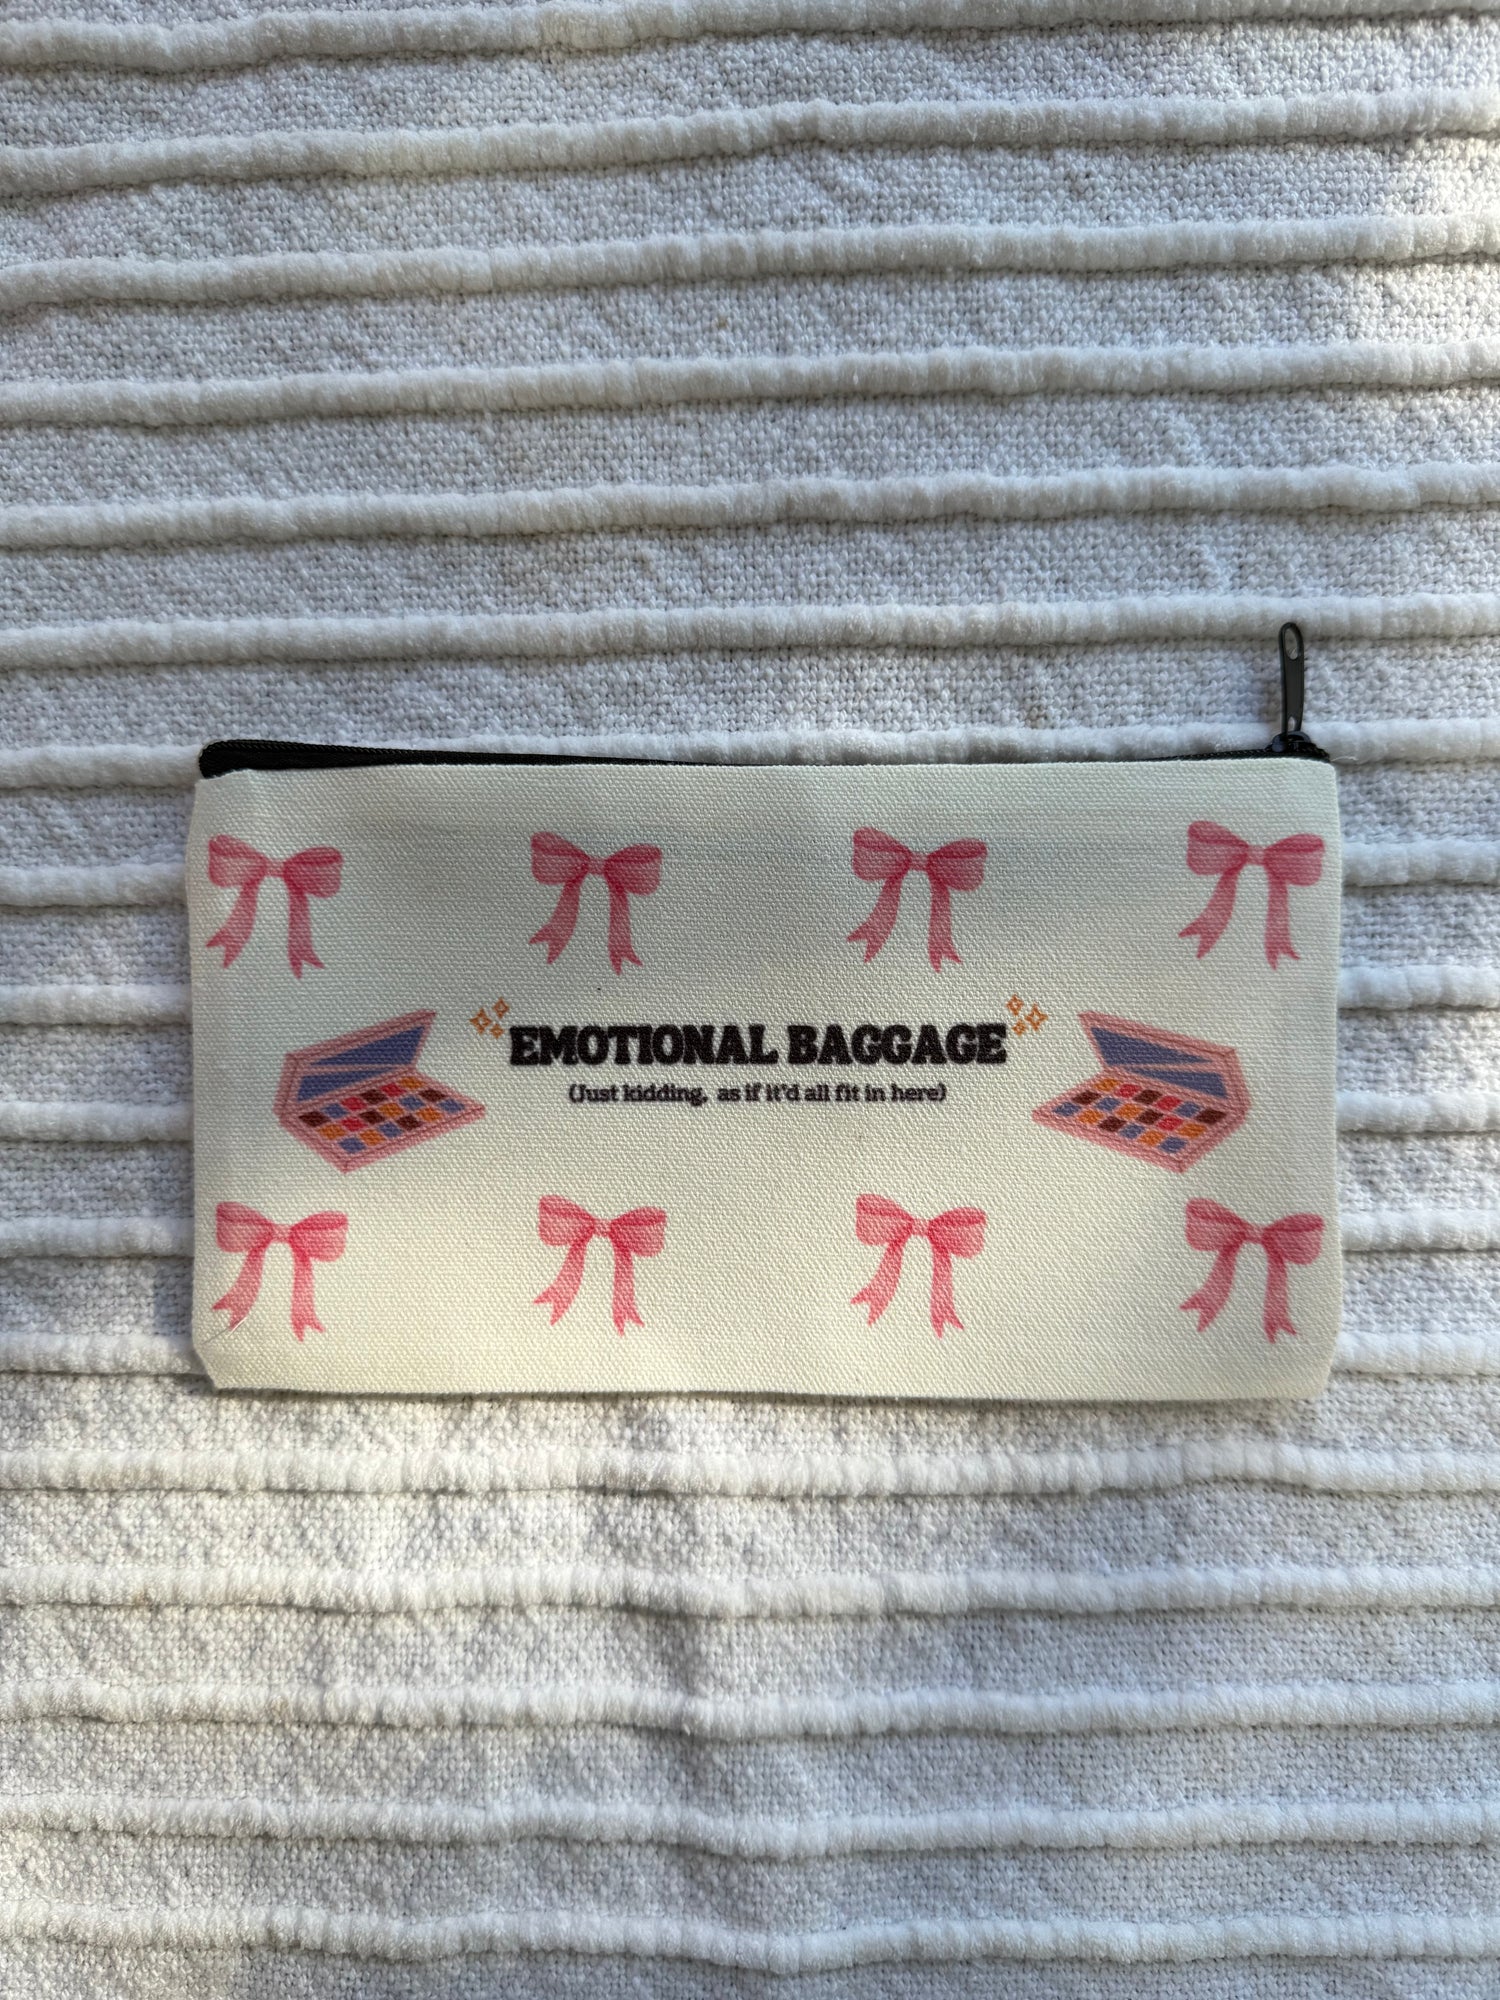 EMOTIONAL BAGGAGE
(Just kidding, as if it'd all fit in here)